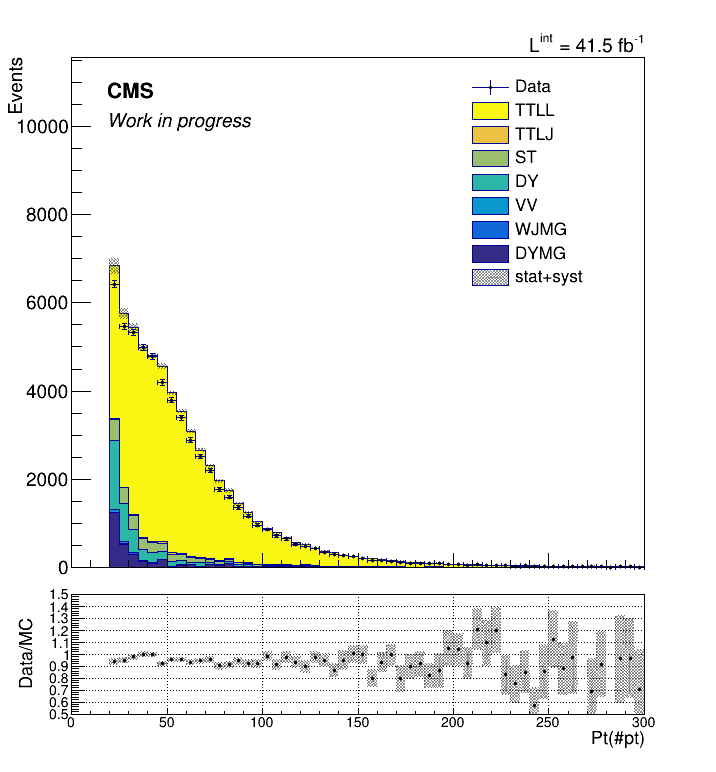 L^int = 41.5 fb^-1
Events
CMS
Work in progress
Data
TTLL
TTLJ
ST
DY
VV
WJMG
DYMG
stat+syst
10000
8000
6000
4000
2000
0
Data/MC
1.5
1.4
1.3
1.2
1.1
1
0.9
0.8
0.7
0.6
0.5
0 50 100 150 200 250 300
Pt(#pt)